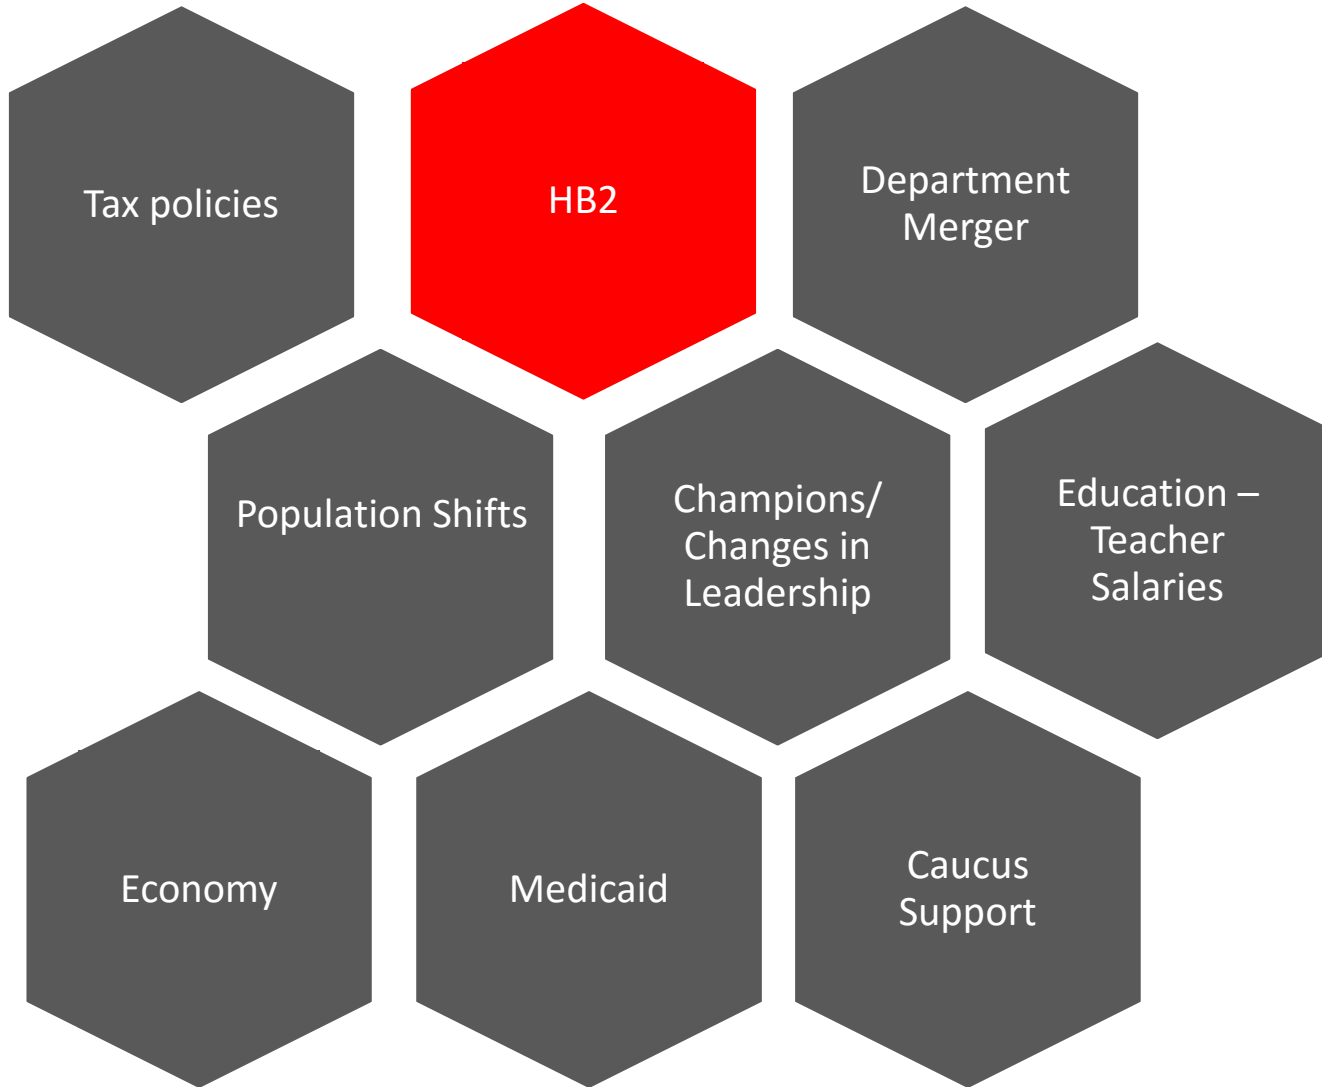 Tax policies
HB2
Department
Merger
Population Shifts
Champions/
Changes in
Leadership
Education –
Teacher
Salaries
Economy
Medicaid
Caucus
Support